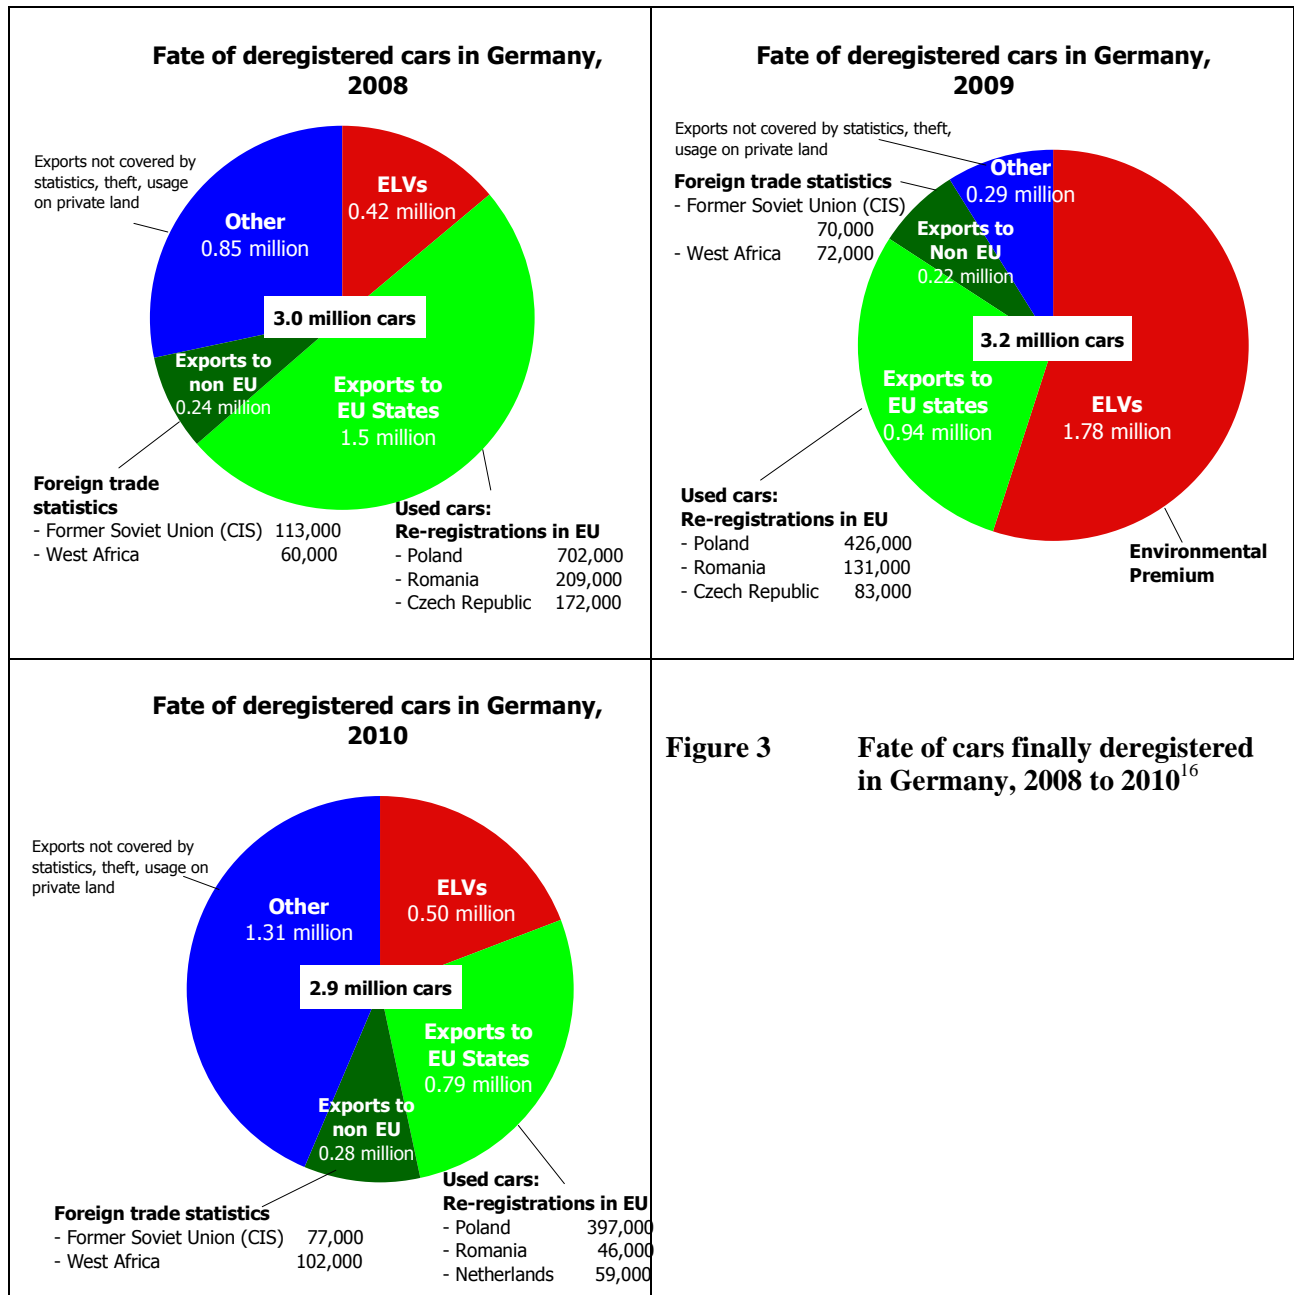 Fate of deregistered cars in Germany,
2008
Exports not covered by
statistics, theft, usage
on private land
ELVs
0.42 million
Other
0.85 million
3.0 million cars
Exports to
non EU
0.24 million
Exports to
EU States
1.5 million
Foreign trade
statistics
- Former Soviet Union (CIS) 113,000
- West Africa 60,000
Used cars:
Re-registrations in EU
- Poland 702,000
- Romania 209,000
- Czech Republic 172,000
Fate of deregistered cars in Germany,
2009
Exports not covered by statistics, theft,
usage on private land
Foreign trade statistics
- Former Soviet Union (CIS)
70,000
- West Africa 72,000
Other
0.29 million
Exports to
Non EU
0.22 million
3.2 million cars
Exports to
EU states
0.94 million
ELVs
1.78 million
Used cars:
Re-registrations in EU
- Poland 426,000
- Romania 131,000
- Czech Republic 83,000
Environmental
Premium
Fate of deregistered cars in Germany,
2010
Exports not covered by
statistics, theft, usage on
private land
ELVs
0.50 million
Other
1.31 million
2.9 million cars
Exports to
EU States
0.79 million
Exports to
non EU
0.28 million
Foreign trade statistics
- Former Soviet Union (CIS) 77,000
- West Africa 102,000
Used cars:
Re-registrations in EU
- Poland 397,000
- Romania 46,000
- Netherlands 59,000
Figure 3 Fate of cars finally deregistered
in Germany, 2008 to 2010¹⁶